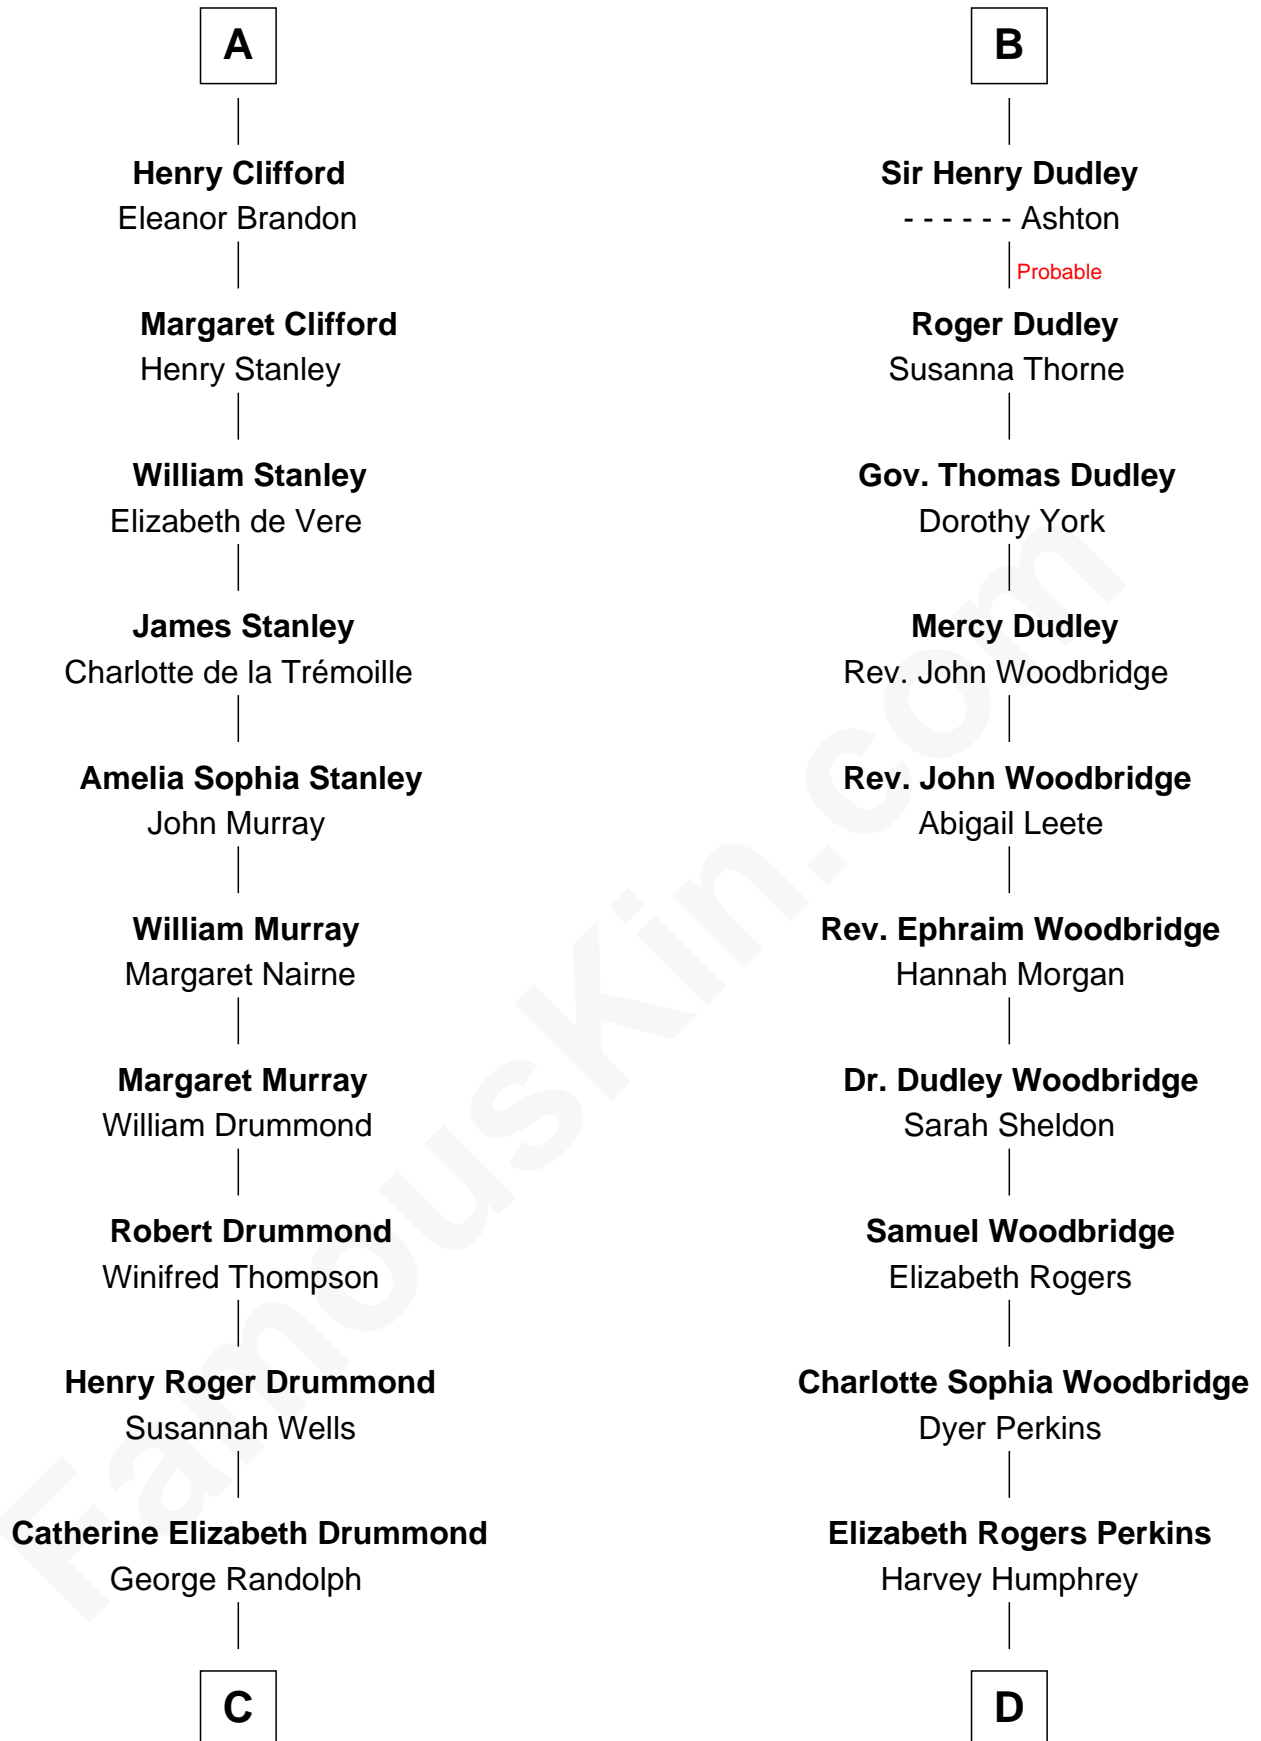 A
Henry Clifford
Eleanor Brandon
Margaret Clifford
Henry Stanley
William Stanley
Elizabeth de Vere
James Stanley
Charlotte de la Trémoille
Amelia Sophia Stanley
John Murray
William Murray
Margaret Nairne
Margaret Murray
William Drummond
Robert Drummond
Winifred Thompson
Henry Roger Drummond
Susannah Wells
Catherine Elizabeth Drummond
George Randolph
C
B
Sir Henry Dudley
- - - - - - Ashton
Probable
Roger Dudley
Susanna Thorne
Gov. Thomas Dudley
Dorothy York
Mercy Dudley
Rev. John Woodbridge
Rev. John Woodbridge
Abigail Leete
Rev. Ephraim Woodbridge
Hannah Morgan
Dr. Dudley Woodbridge
Sarah Sheldon
Samuel Woodbridge
Elizabeth Rogers
Charlotte Sophia Woodbridge
Dyer Perkins
Elizabeth Rogers Perkins
Harvey Humphrey
D
FamousKin.com